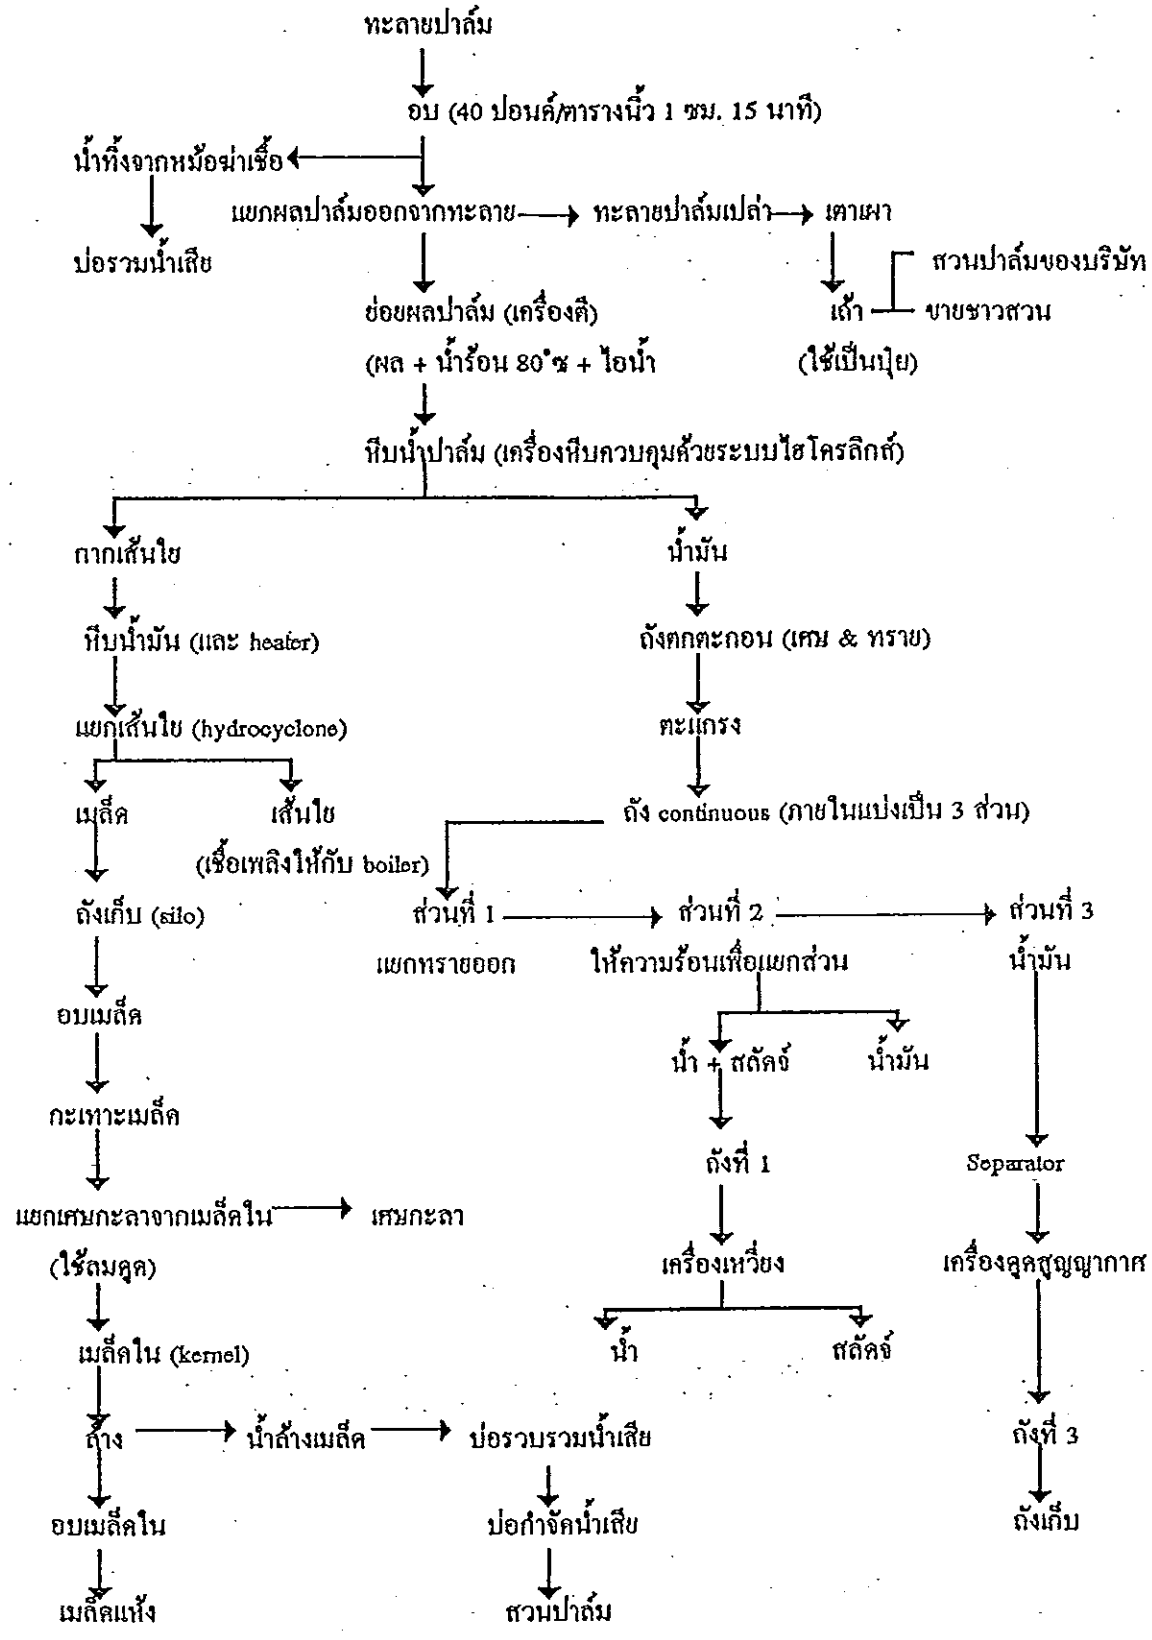 ทะลายปาล์ม
อบ (40 ปอนด์/ตารางนิ้ว 1 ชม. 15 นาที)
น้ำทิ้งจากหม้อฆ่าเชื้อ
แยกผลปาล์มออกจากทะลาย
ทะลายปาล์มเปล่า
เตาเผา
บ่อรวมน้ำเสีย
สวนปาล์มของบริษัท
ย่อยผลปาล์ม (เครื่องตี)
เถ้า
ขายชาวสวน
(ผล + น้ำร้อน 80°ซ + ไอน้ำ
(ใช้เป็นปุ๋ย)
หีบน้ำปาล์ม (เครื่องหีบควบคุมด้วยระบบไฮโดรลิกส์)
กากเส้นใย
น้ำมัน
หีบน้ำมัน (และ heater)
ถังตกตะกอน (เศษ & ทราย)
แยกเส้นใย (hydrocyclone)
ตะแกรง
เมล็ด
เส้นใย
ถัง continuous (ภายในแบ่งเป็น 3 ส่วน)
(เชื้อเพลิงให้กับ boiler)
ถังเก็บ (silo)
ส่วนที่ 1
ส่วนที่ 2
ส่วนที่ 3
แยกทรายออก
ให้ความร้อนเพื่อแยกส่วน
น้ำมัน
อบเมล็ด
น้ำ + สลัดจ์
น้ำมัน
กะเทาะเมล็ด
ถังที่ 1
Separator
แยกเศษกะลาจากเมล็ดใน
เศษกะลา
(ใช้ลมดูด)
เครื่องเหวี่ยง
เครื่องดูดสูญญากาศ
เมล็ดใน (kernel)
น้ำ
สลัดจ์
ล้าง
น้ำล้างเมล็ด
บ่อรวบรวมน้ำเสีย
ถังที่ 3
อบเมล็ดใน
บ่อกำจัดน้ำเสีย
ถังเก็บ
เมล็ดแห้ง
สวนปาล์ม